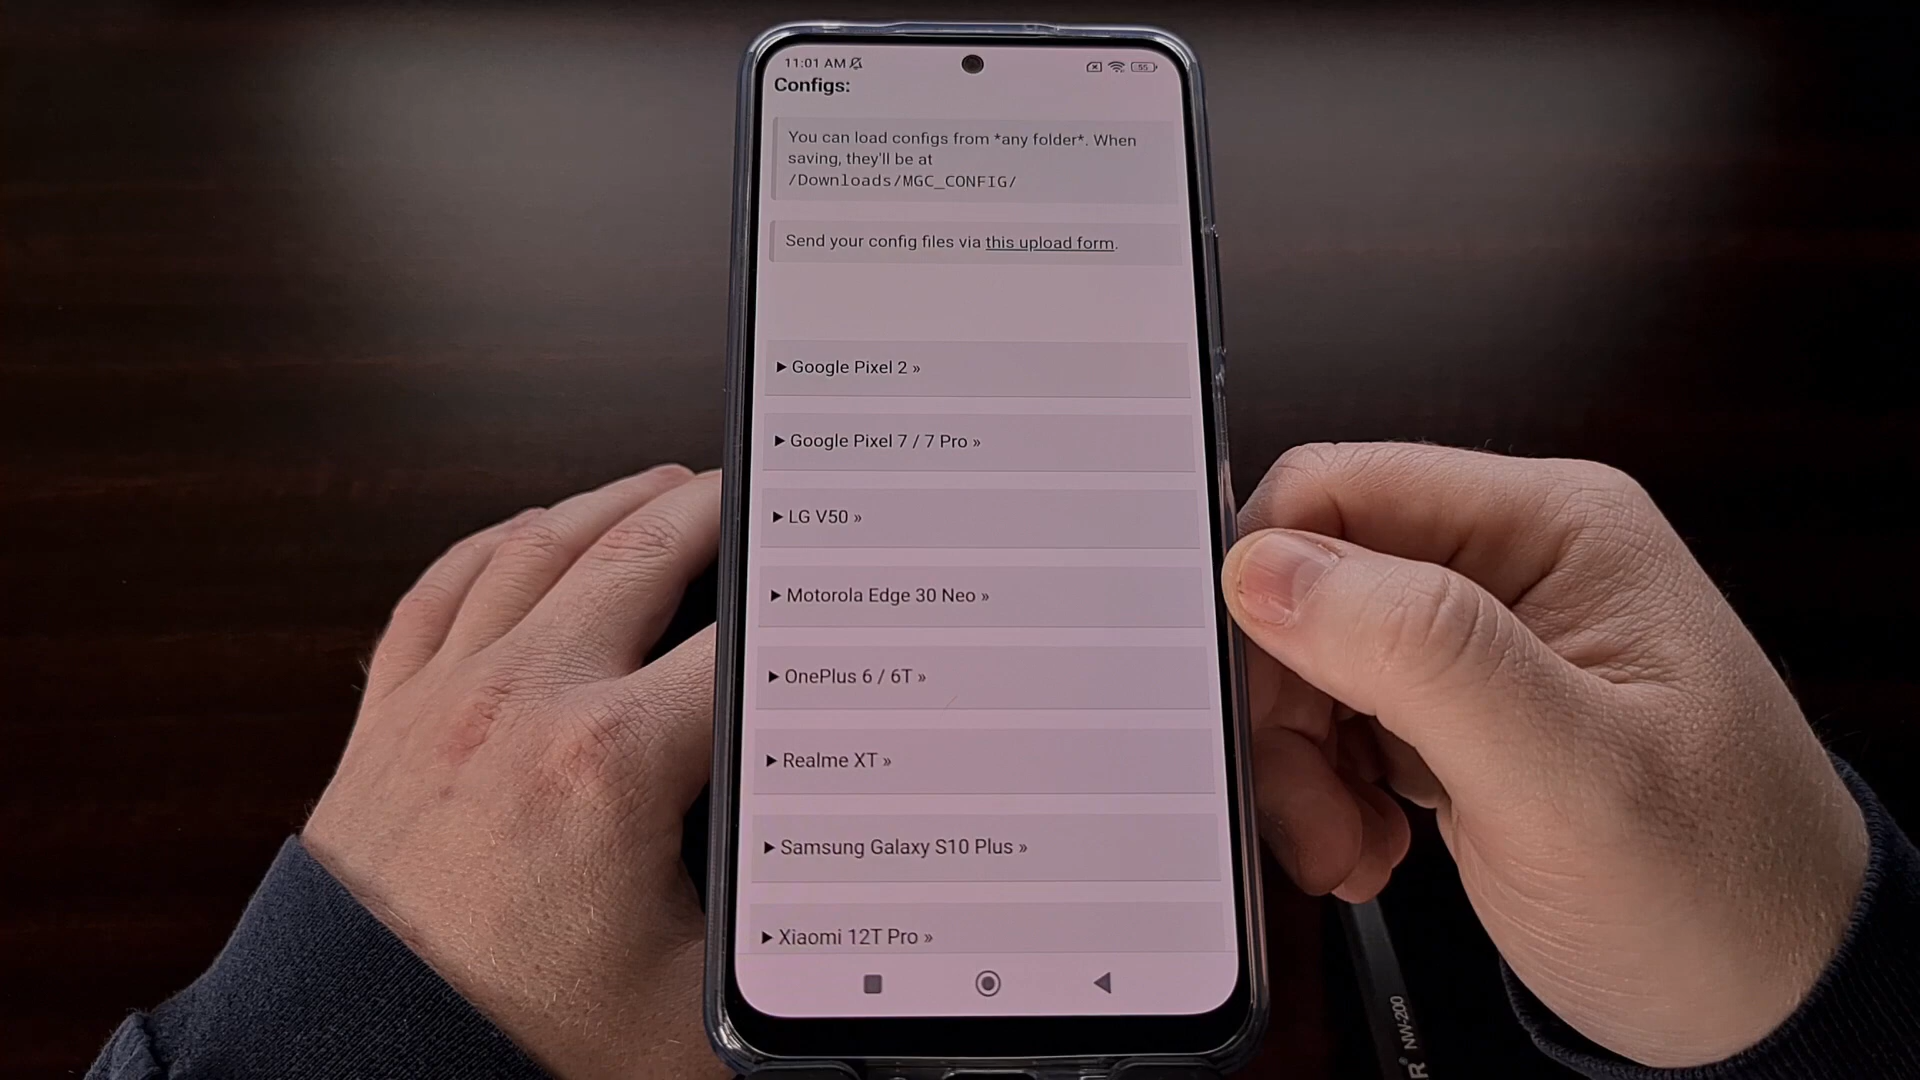 11:01 AM
55
Configs:
You can load configs from *any folder*. When
saving, they'll be at
/Downloads/MGC_CONFIG/
Send your config files via this upload form.
▶ Google Pixel 2 »
▶ Google Pixel 7 / 7 Pro »
▶ LG V50 »
▶ Motorola Edge 30 Neo »
▶ OnePlus 6 / 6T »
▶ Realme XT »
▶ Samsung Galaxy S10 Plus »
▶ Xiaomi 12T Pro »
R® NW-200